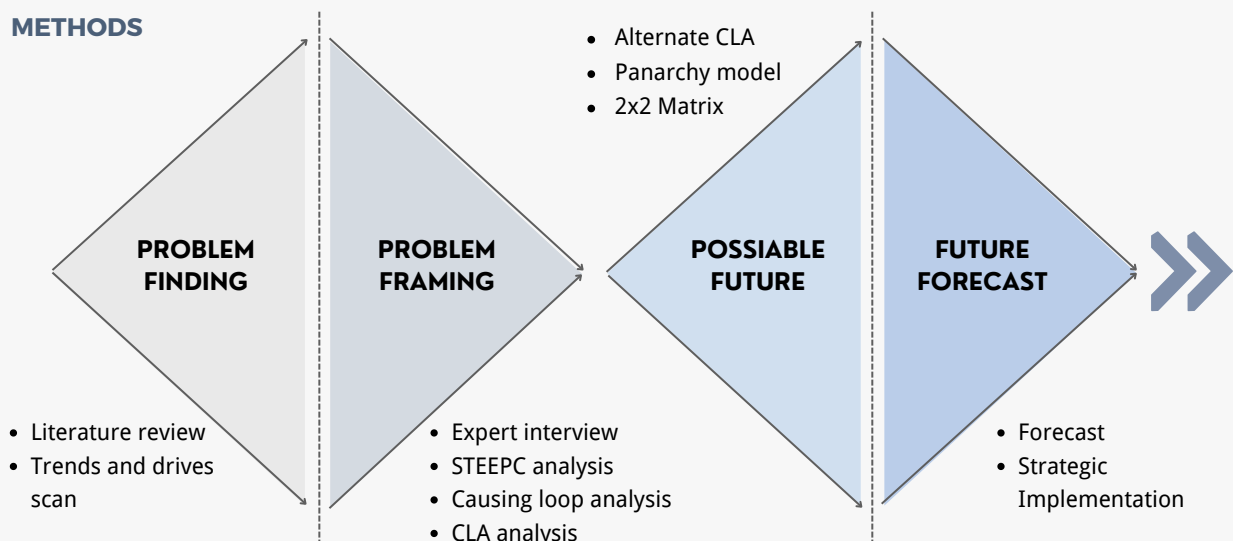 METHODS
• Alternate CLA
• Panarchy model
• 2x2 Matrix
PROBLEM
FINDING
PROBLEM
FRAMING
POSSIABLE
FUTURE
FUTURE
FORECAST
• Literature review
• Trends and drives
scan
• Expert interview
• STEEPC analysis
• Causing loop analysis
• CLA analysis
• Forecast
• Strategic
Implementation